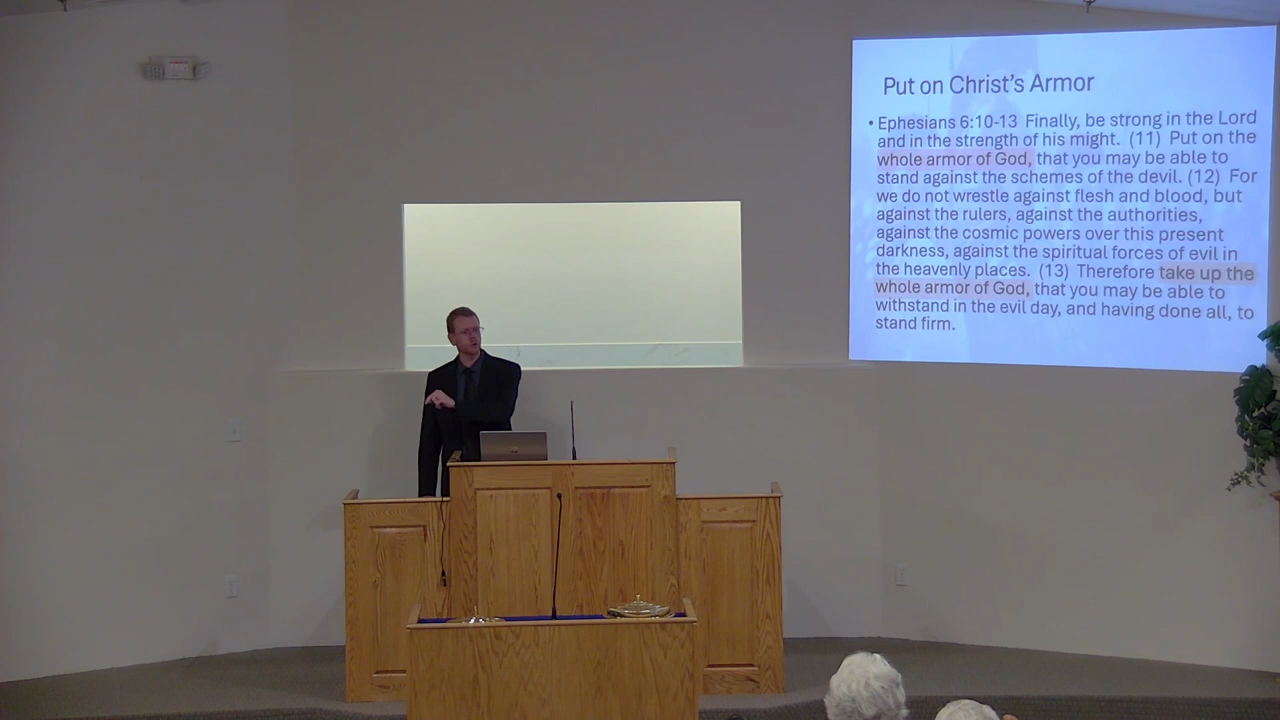 Put on Christ's Armor
• Ephesians 6:10-13 Finally, be strong in the Lord
and in the strength of his might. (11) Put on the
whole armor of God, that you may be able to
stand against the schemes of the devil. (12) For
we do not wrestle against flesh and blood, but
against the rulers, against the authorities,
against the cosmic powers over this present
darkness, against the spiritual forces of evil in
the heavenly places. (13) Therefore take up the
whole armor of God, that you may be able to
withstand in the evil day, and having done all, to
stand firm.